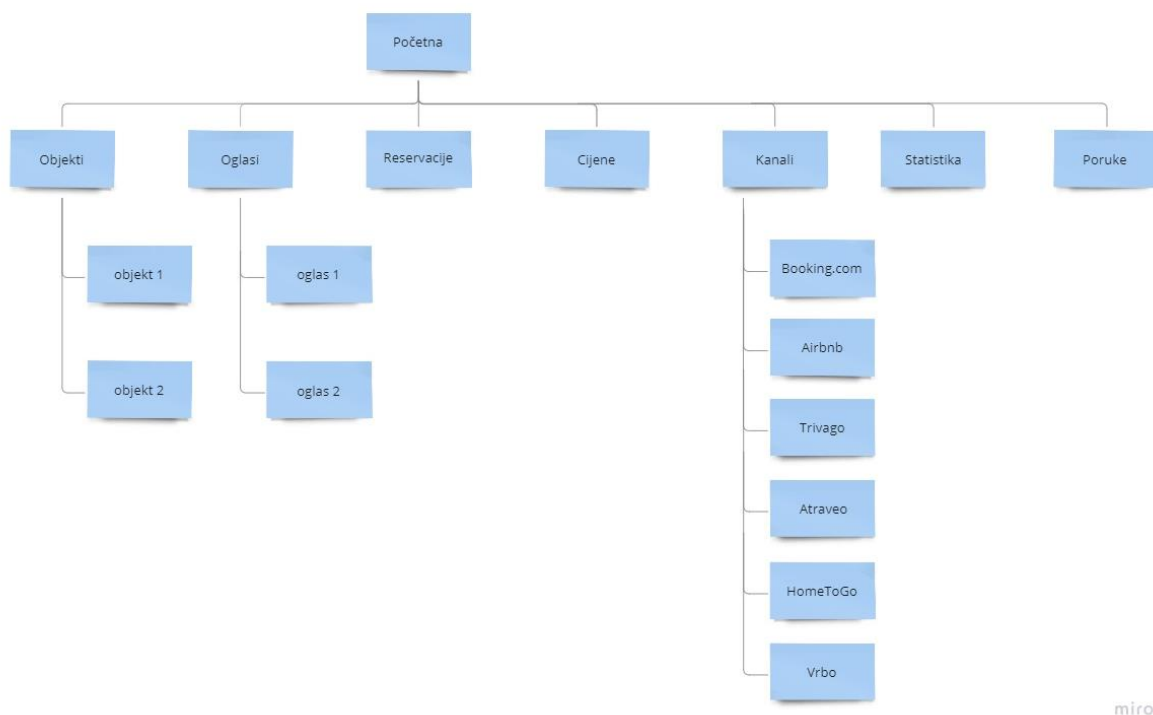 Početna
Objekti
Oglasi
Reservacije
Cijene
Kanali
Statistika
Poruke
objekt 1
objekt 2
oglas 1
oglas 2
Booking.com
Airbnb
Trivago
Atraveo
HomeToGo
Vrbo
miro